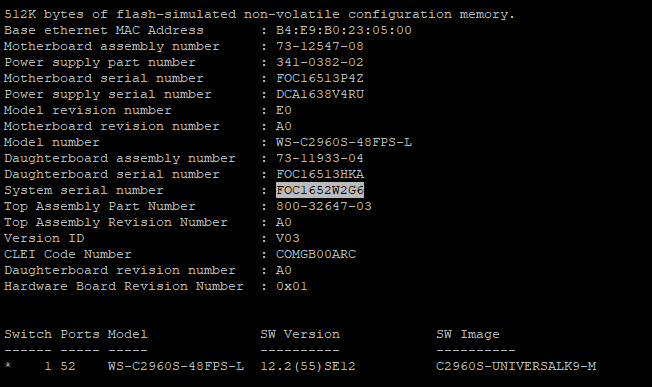 512K bytes of flash-simulated non-volatile configuration memory.
Base ethernet MAC Address       : B4:E9:B0:23:05:00
Motherboard assembly number     : 73-12547-08
Power supply part number        : 341-0382-02
Motherboard serial number       : FOC16513P4Z
Power supply serial number      : DCA1638V4RU
Model revision number           : E0
Motherboard revision number     : A0
Model number                    : WS-C2960S-48FPS-L
Daughterboard assembly number   : 73-11933-04
Daughterboard serial number     : FOC16513HKA
System serial number            : FOC1652W2G6
Top Assembly Part Number        : 800-32647-03
Top Assembly Revision Number    : A0
Version ID                      : V03
CLEI Code Number                : COMGB00ARC
Daughterboard revision number   : A0
Hardware Board Revision Number  : 0x01
Switch Ports Model              SW Version            SW Image
------ ----- -----              ----------            ----------
*    1 52    WS-C2960S-48FPS-L  12.2(55)SE12          C2960S-UNIVERSALK9-M